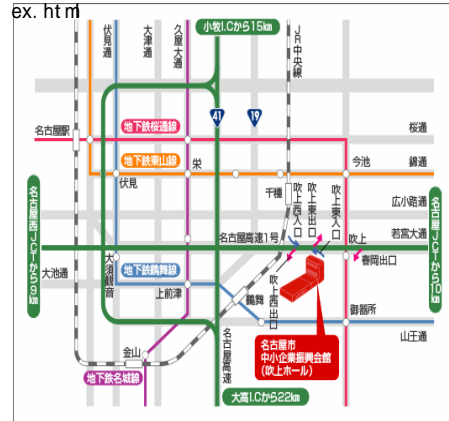 ex. html
伏見通
大津通
久屋大通
小牧I.Cから15km
JR中央線
41
19
名古屋駅
地下鉄桜通線
桜通
地下鉄東山線
栄
今池
錦通
伏見
千種
吹上西入口
吹上東出口
吹上東入口
広小路通
名古屋西JCTから9km
名古屋高速1号
吹上
若宮大通
名古屋JCTから10km
大池通
大須観音
地下鉄鶴舞線
春岡出口
上前津
鶴舞
吹上西出口
御器所
山王通
金山
名古屋高速
名古屋市
中小企業振興会館
(吹上ホール)
地下鉄名城線
大高I.Cから22km